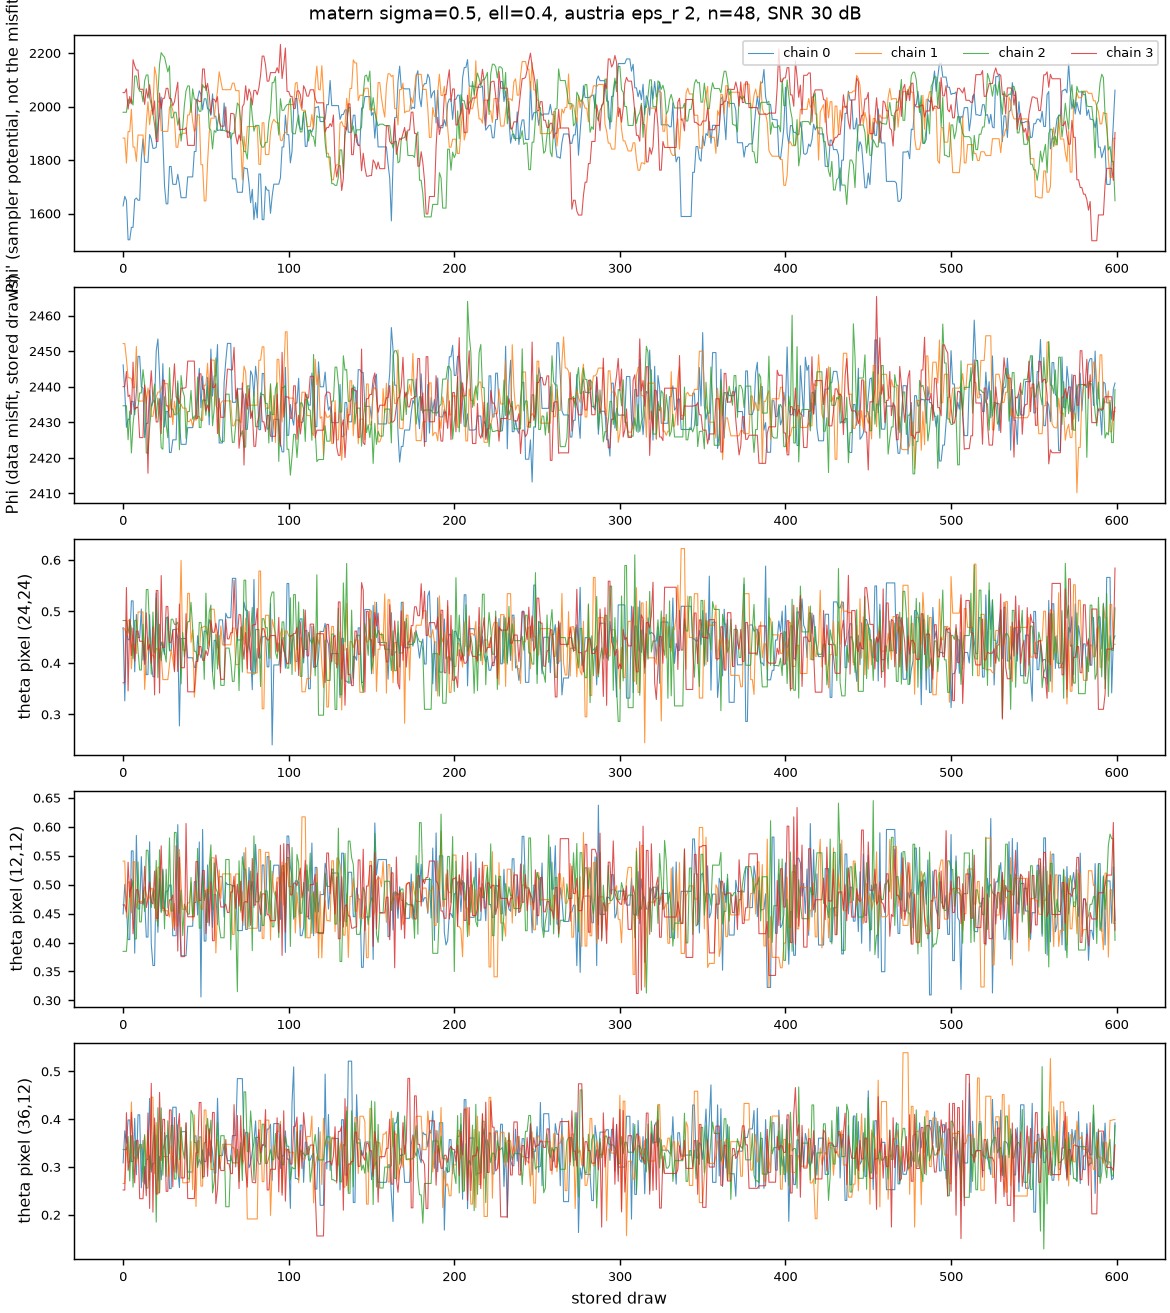 matern sigma=0.5, ell=0.4, austria eps_r 2, n=48, SNR 30 dB
(sampler potential, not the misfit
chain 0 chain 1 chain 2 chain 3
2200
2000
1800
1600
0 100 200 300 400 500 600
Phi (data misfit, stored draws)
2460
2450
2440
2430
2420
2410
0 100 200 300 400 500 600
theta pixel (24,24)
0.6
0.5
0.4
0.3
0 100 200 300 400 500 600
theta pixel (12,12)
0.65
0.60
0.55
0.50
0.45
0.40
0.35
0.30
0 100 200 300 400 500 600
theta pixel (36,12)
0.5
0.4
0.3
0.2
0 100 200 300 400 500 600
stored draw